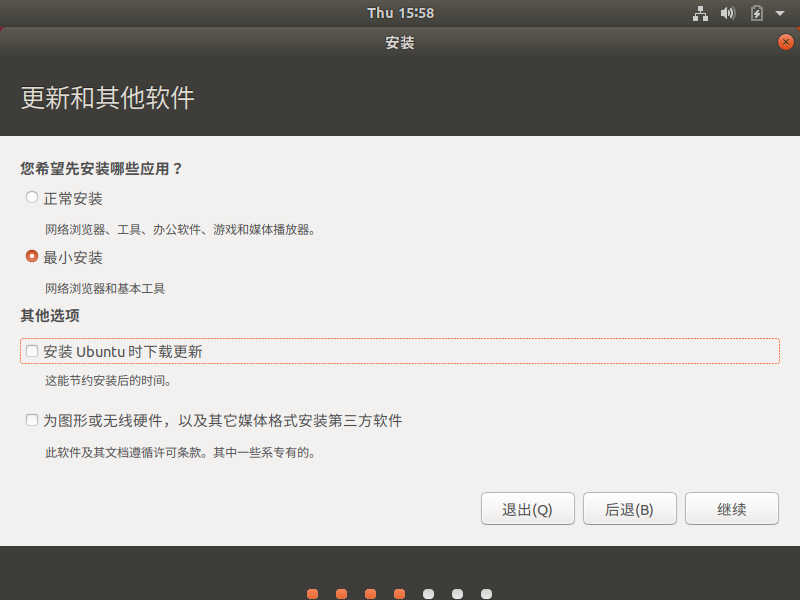 Thu 15:58
安装
更新和其他软件
您希望先安装哪些应用？
正常安装
网络浏览器、工具、办公软件、游戏和媒体播放器。
最小安装
网络浏览器和基本工具
其他选项
安装 Ubuntu 时下载更新
这能节约安装后的时间。
为图形或无线硬件，以及其它媒体格式安装第三方软件
此软件及其文档遵循许可条款。其中一些系专有的。
退出(Q)
后退(B)
继续